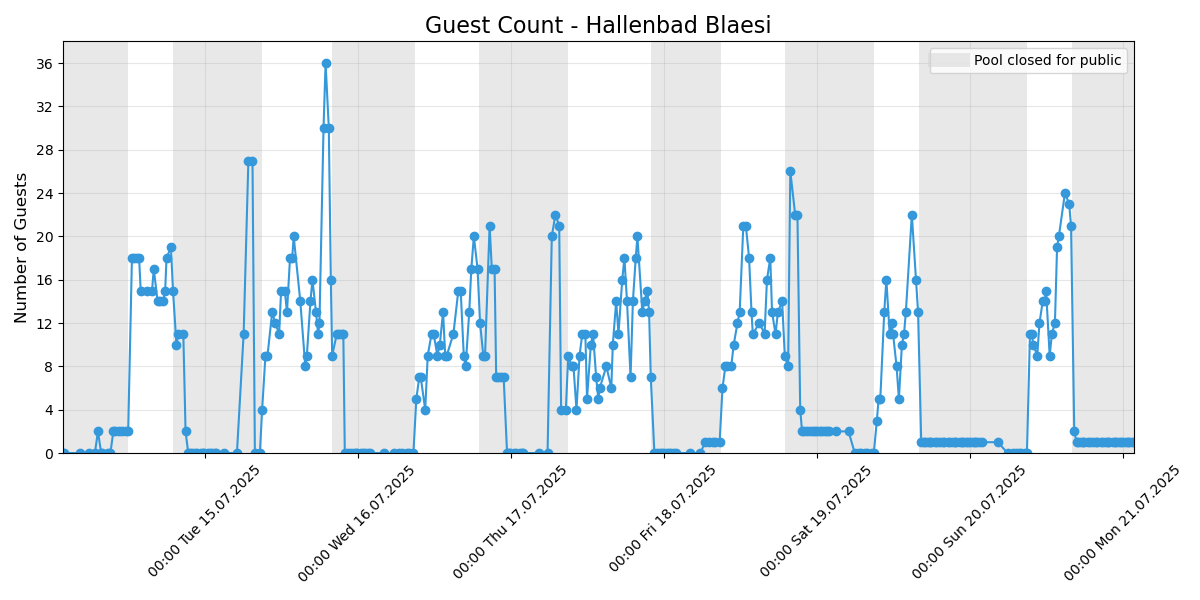 Guest Count - Hallenbad Blaesi
Pool closed for public
Number of Guests
36
32
28
24
20
16
12
8
4
0
00:00 Tue 15.07.2025
00:00 Wed 16.07.2025
00:00 Thu 17.07.2025
00:00 Fri 18.07.2025
00:00 Sat 19.07.2025
00:00 Sun 20.07.2025
00:00 Mon 21.07.2025